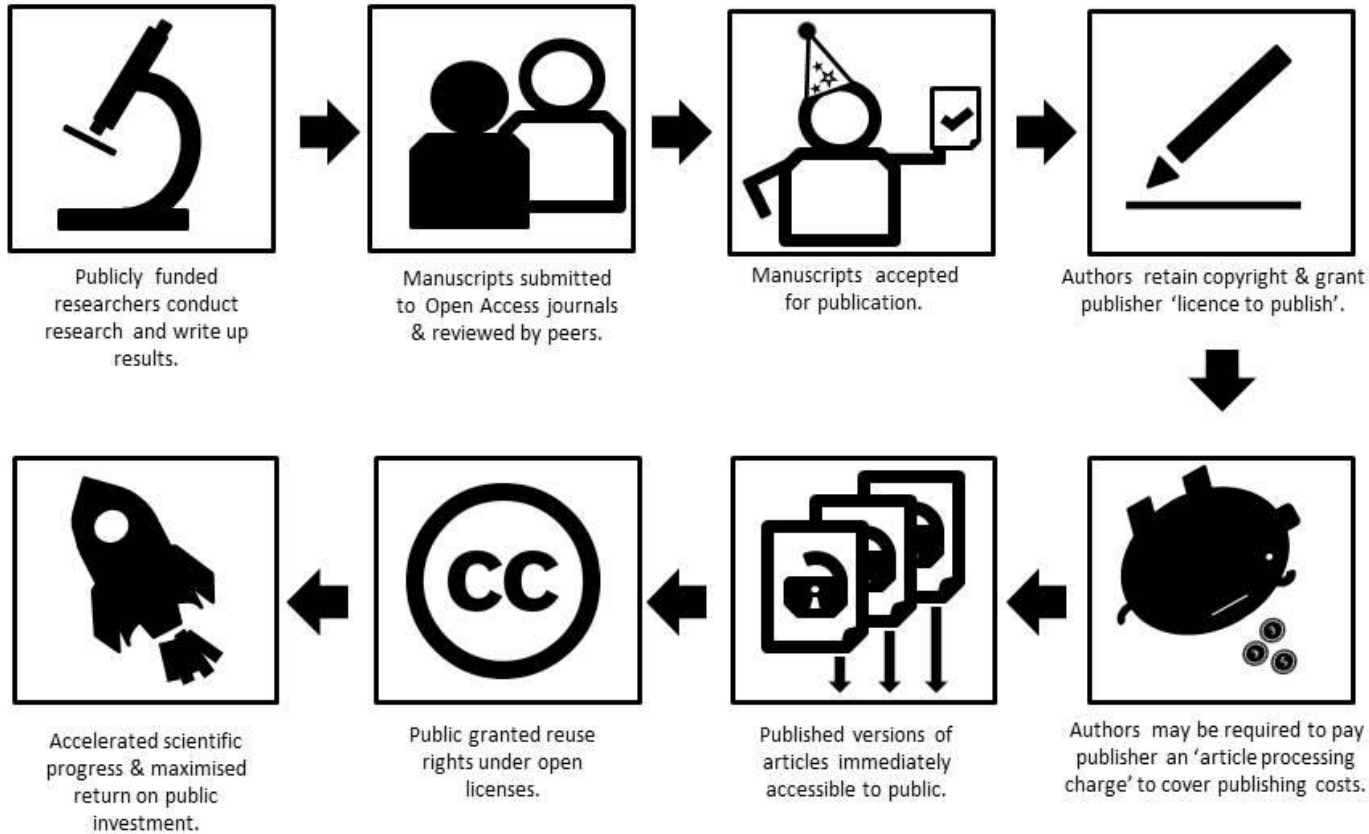 Publicly funded
researchers conduct
research and write up
results.
Manuscripts submitted
to Open Access journals
& reviewed by peers.
Manuscripts accepted
for publication.
Authors retain copyright & grant
publisher ‘licence to publish’.
Authors may be required to pay
publisher an ‘article processing
charge’ to cover publishing costs.
Published versions of
articles immediately
accessible to public.
CC
Public granted reuse
rights under open
licenses.
Accelerated scientific
progress & maximised
return on public
investment.